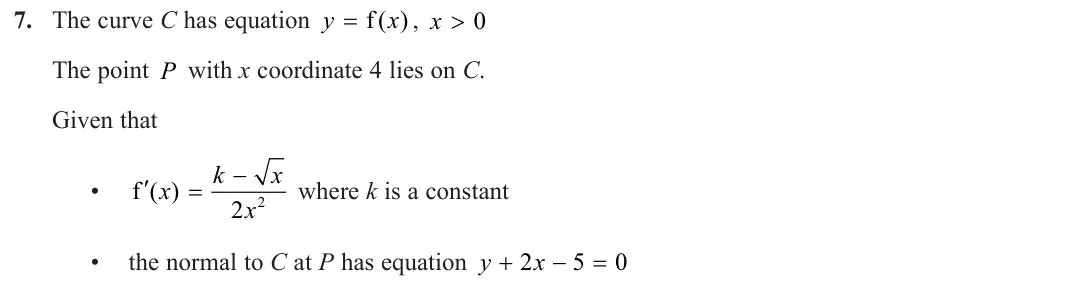 7. The curve C has equation y = f(x), x > 0
The point P with x coordinate 4 lies on C.
Given that
• f′(x) = (k − √x) / (2x²) where k is a constant
• the normal to C at P has equation y + 2x − 5 = 0